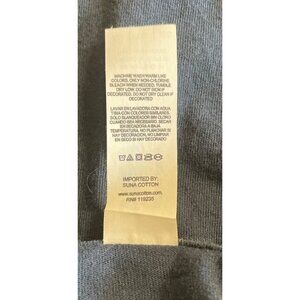 MACHINE WASH WARM LIKE
COLORS. ONLY NON-CHLORINE
BLEACH WHEN NEEDED. TUMBLE
DRY LOW. DO NOT IRON IF
DECORATED. DO NOT DRY CLEAN IF
DECORATED.
LAVAR EN LAVADORA CON AGUA
TIBIA CON COLORES SIMILARES.
SOLO BLANQUEADOR SIN CLORO
CUANDO SEA NECESARIO. SECAR
EN SECADORA A BAJA
TEMPERATURA. NO PLANCHAR SI
HAY DECORADO. NO LIMPIAR
EN SECO SI HAY DECORADO.
IMPORTED BY:
SUNA COTTON
www.sunacotton.com
RN# 119235